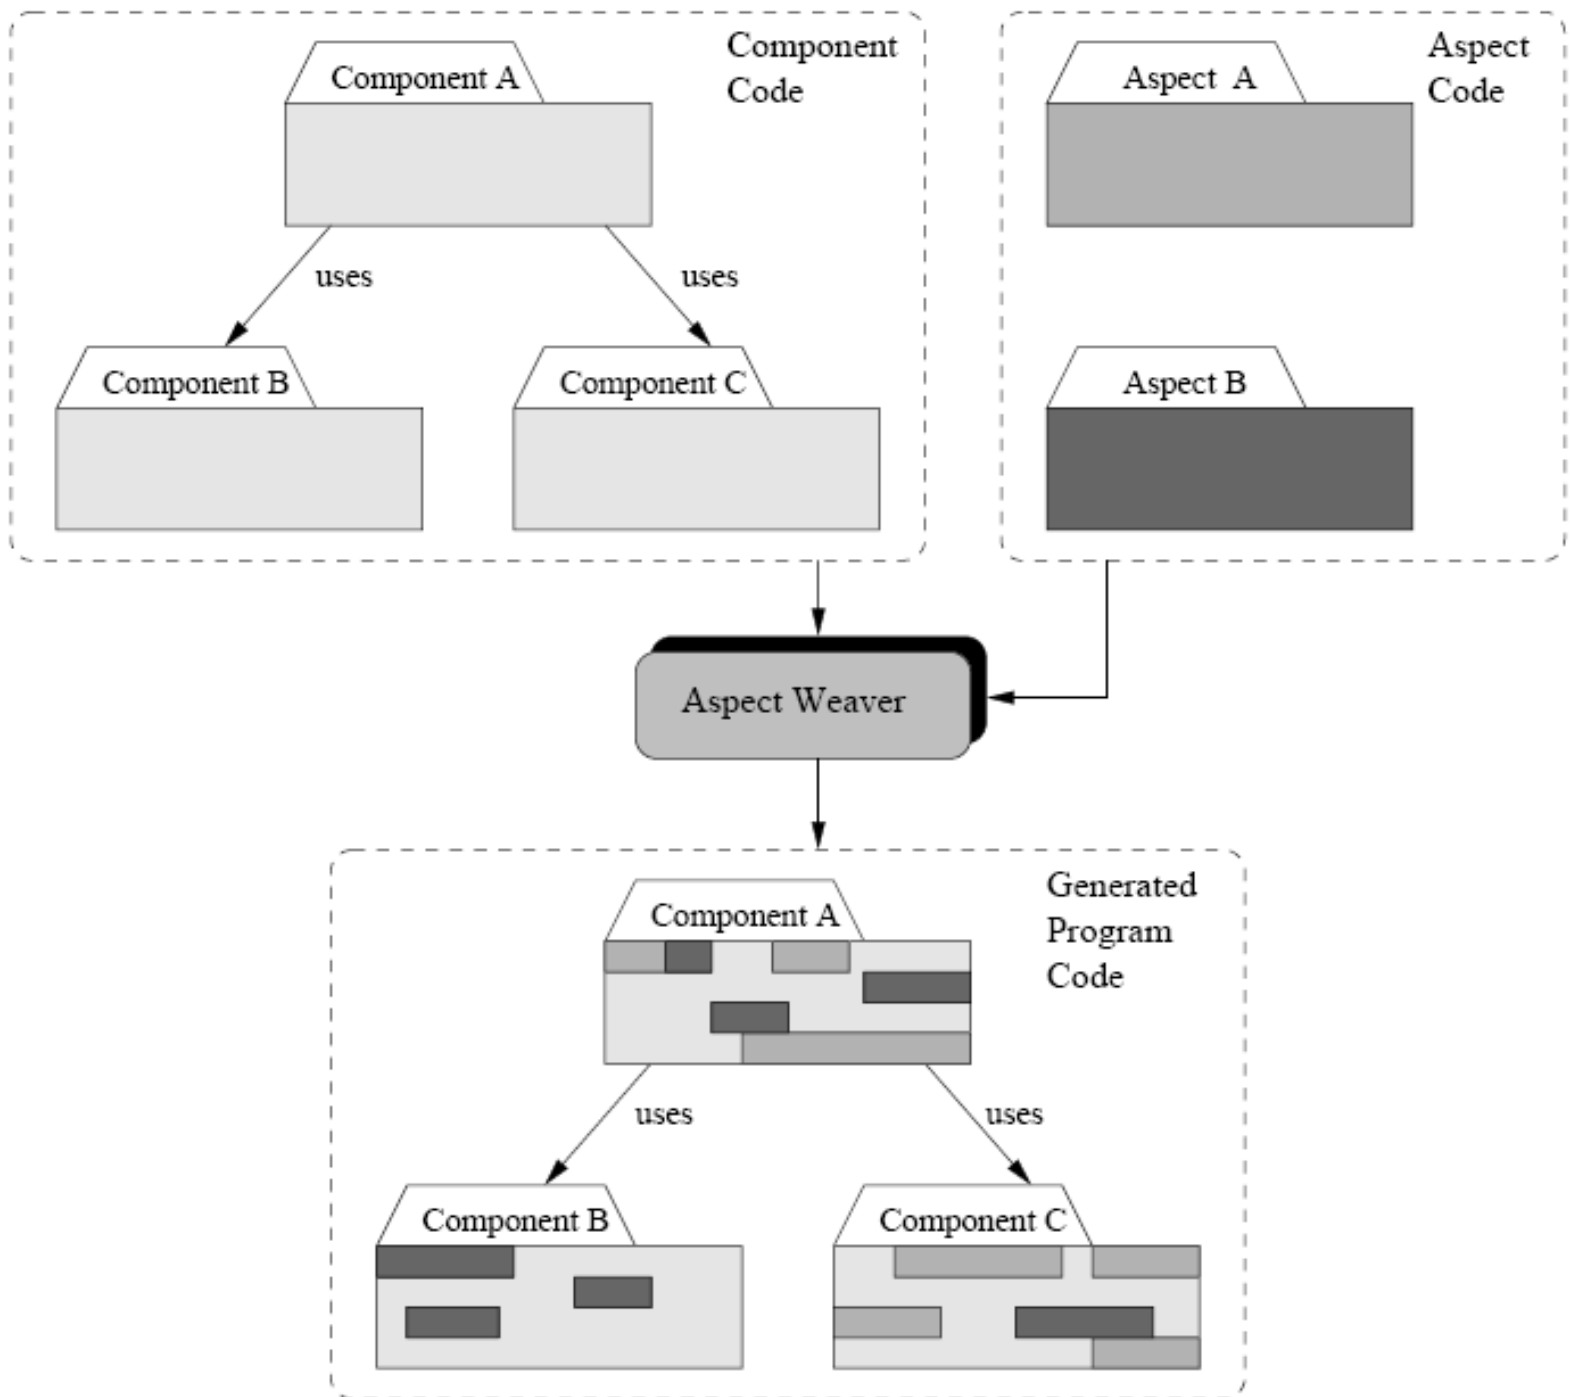 Component A
Component
Code
uses
uses
Component B
Component C
Aspect A
Aspect
Code
Aspect B
Aspect Weaver
Component A
Generated
Program
Code
uses
uses
Component B
Component C